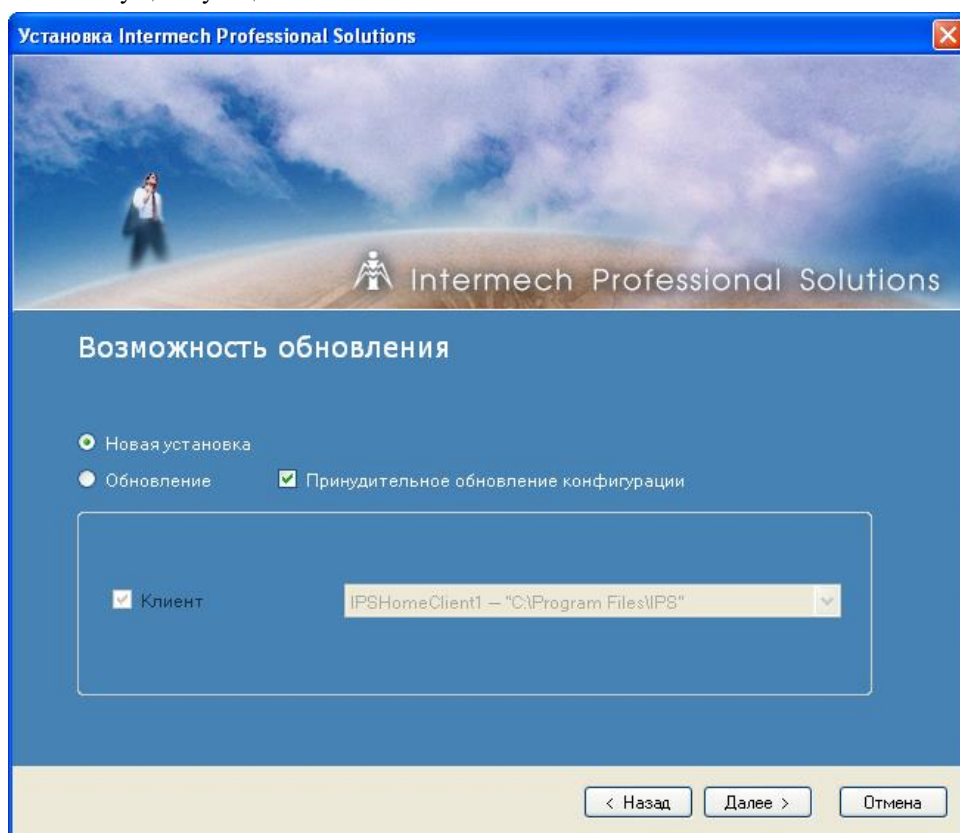 Установка Intermech Professional Solutions
Intermech Professional Solutions
Возможность обновления
Новая установка
Обновление Принудительное обновление конфигурации
Клиент IPSHomeClient1 — "C:\Program Files\IPS"
< Назад Далее > Отмена